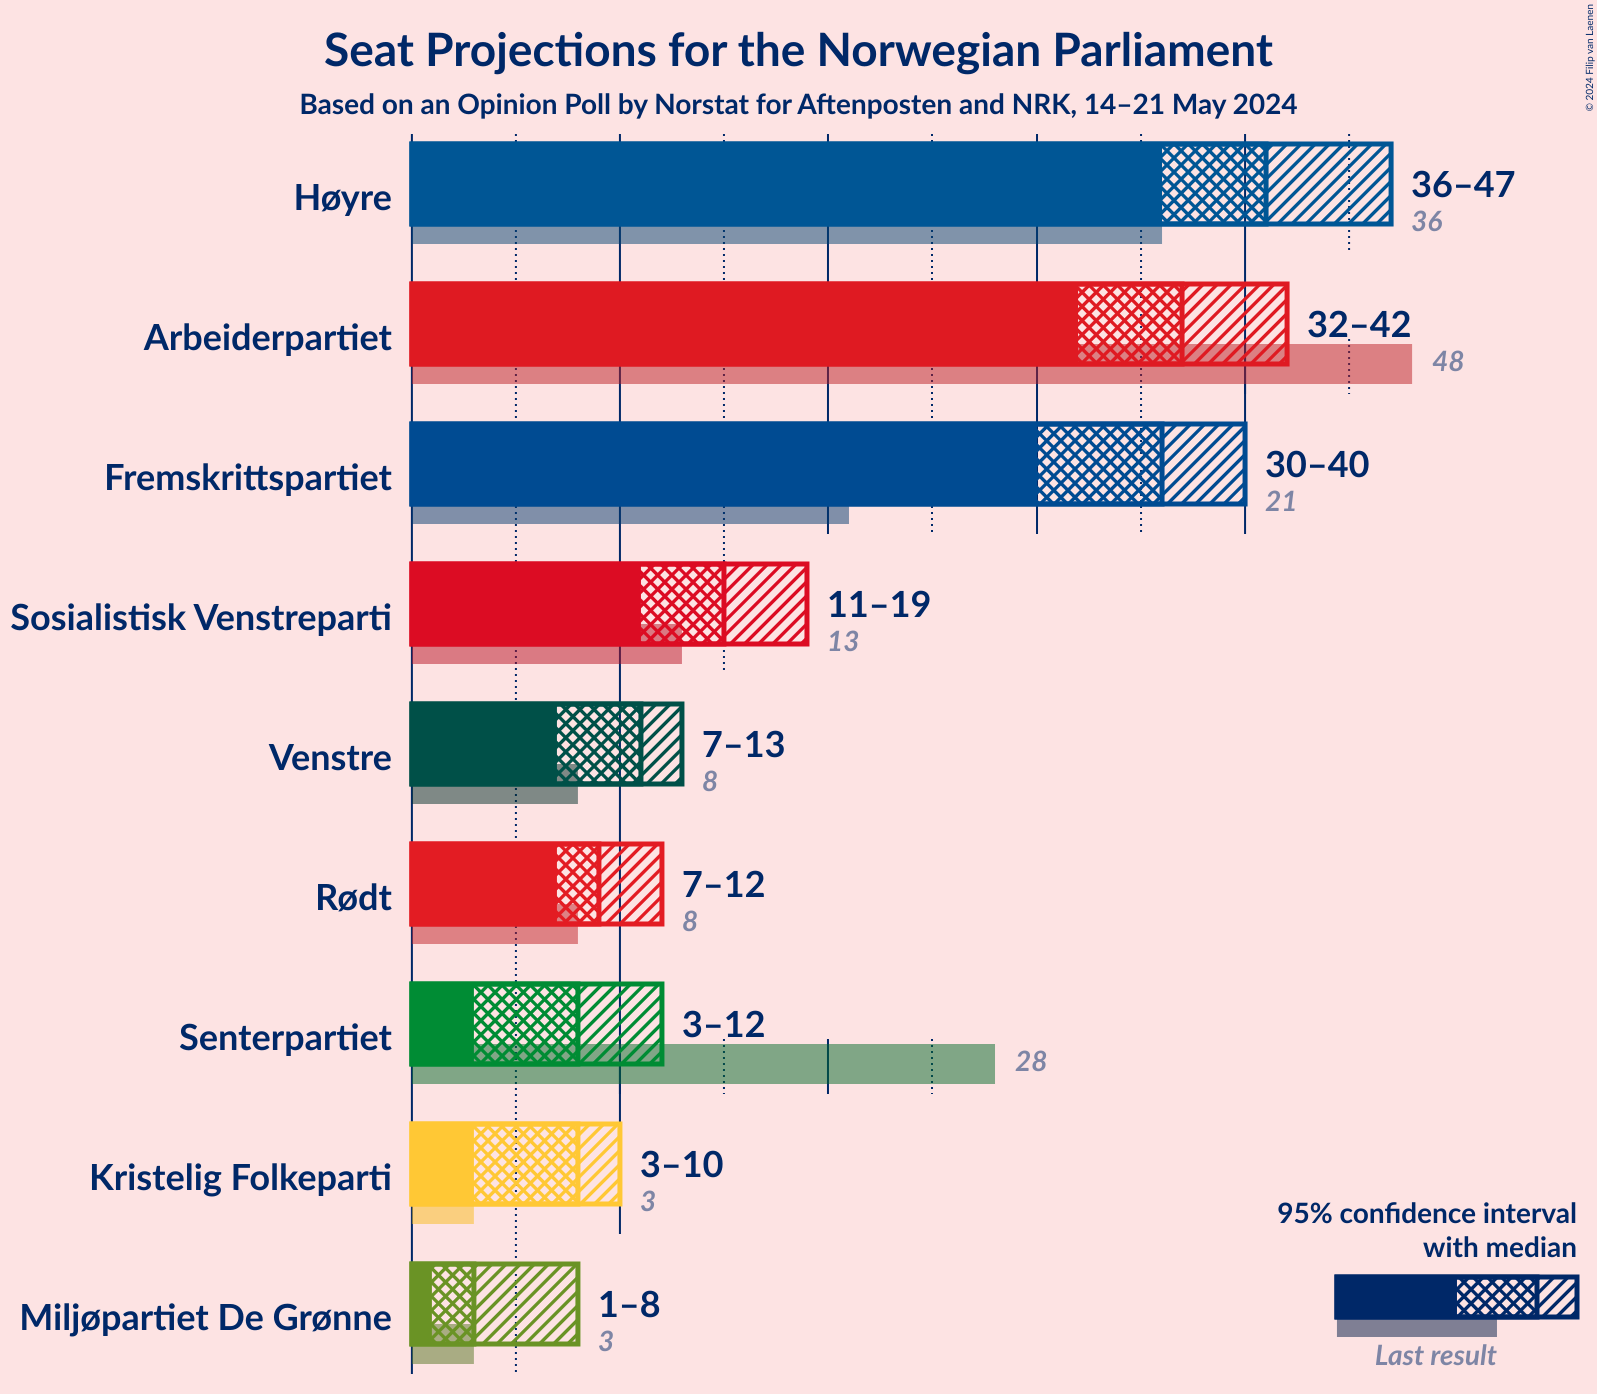 Seat Projections for the Norwegian Parliament
Based on an Opinion Poll by Norstat for Aftenposten and NRK, 14–21 May 2024
© 2024 Filip van Laenen
Høyre
36–47
36
Arbeiderpartiet
32–42
48
Fremskrittspartiet
30–40
21
Sosialistisk Venstreparti
11–19
13
Venstre
7–13
8
Rødt
7–12
8
Senterpartiet
3–12
28
Kristelig Folkeparti
3–10
3
Miljøpartiet De Grønne
1–8
3
95% confidence interval
with median
Last result